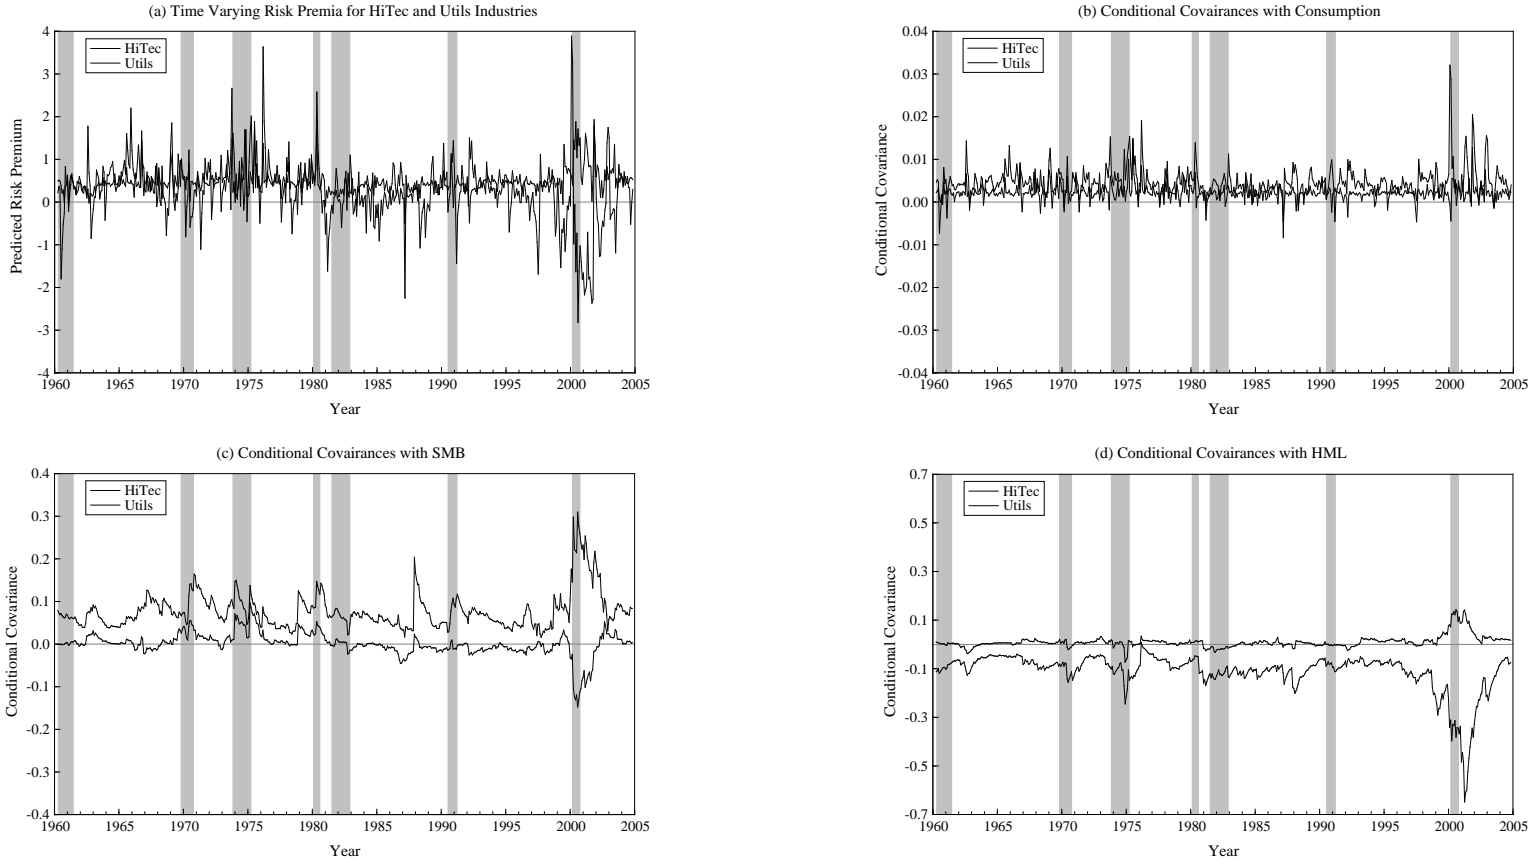 (a) Time Varying Risk Premia for HiTec and Utils Industries
4
3
2
1
0
-1
-2
-3
-4
Predicted Risk Premium
HiTec
Utils
1960 1965 1970 1975 1980 1985 1990 1995 2000 2005
Year
(b) Conditional Covairances with Consumption
0.04
0.03
0.02
0.01
0.00
-0.01
-0.02
-0.03
-0.04
Conditional Covariance
HiTec
Utils
1960 1965 1970 1975 1980 1985 1990 1995 2000 2005
Year
(c) Conditional Covairances with SMB
0.4
0.3
0.2
0.1
0.0
-0.1
-0.2
-0.3
-0.4
Conditional Covariance
HiTec
Utils
1960 1965 1970 1975 1980 1985 1990 1995 2000 2005
Year
(d) Conditional Covairances with HML
0.7
0.5
0.3
0.1
-0.1
-0.3
-0.5
-0.7
Conditional Covariance
HiTec
Utils
1960 1965 1970 1975 1980 1985 1990 1995 2000 2005
Year